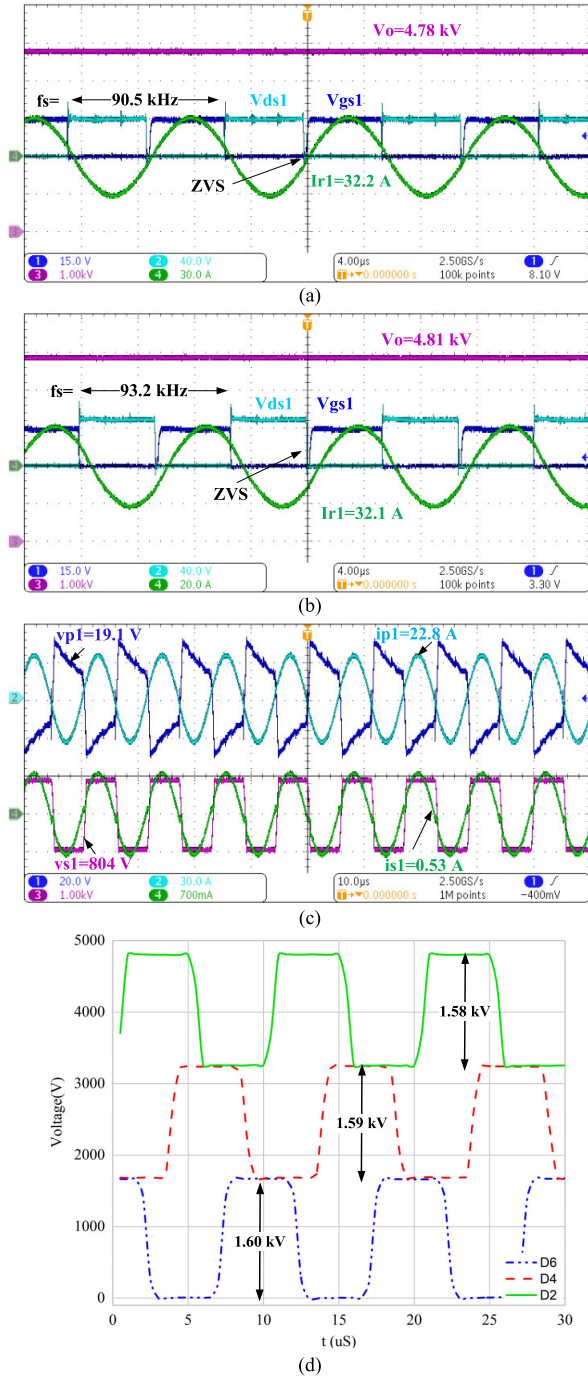 T
Vo=4.78 kV
fs= 90.5 kHz Vds1 Vgs1
4
ZVS Ir1=32.2 A
3
1 15.0 V 2 40.0 V 4.00µs 2.50GS/s 1
3 1.00kV 4 30.0 A T→▼0.000000 s 100k points 8.10 V
(a)
T
Vo=4.81 kV
fs= 93.2 kHz Vds1 Vgs1
4
ZVS
Ir1=32.1 A
3
1 15.0 V 2 40.0 V 4.00µs 2.50GS/s 1
3 1.00kV 4 20.0 A T→▼0.000000 s 100k points 3.30 V
(b)
T
vp1=19.1 V ip1=22.8 A
2
4
vs1=804 V is1=0.53 A
1 20.0 V 2 30.0 A 10.0µs 2.50GS/s 1
3 1.00kV 4 700mA T→▼0.000000 s 1M points −400mV
(c)
5000
1.58 kV
4000
3000
Voltage(V)
1.59 kV
2000
1000
1.60 kV
D6
D4
D2
0
0 5 10 15 20 25 30
t (uS)
(d)